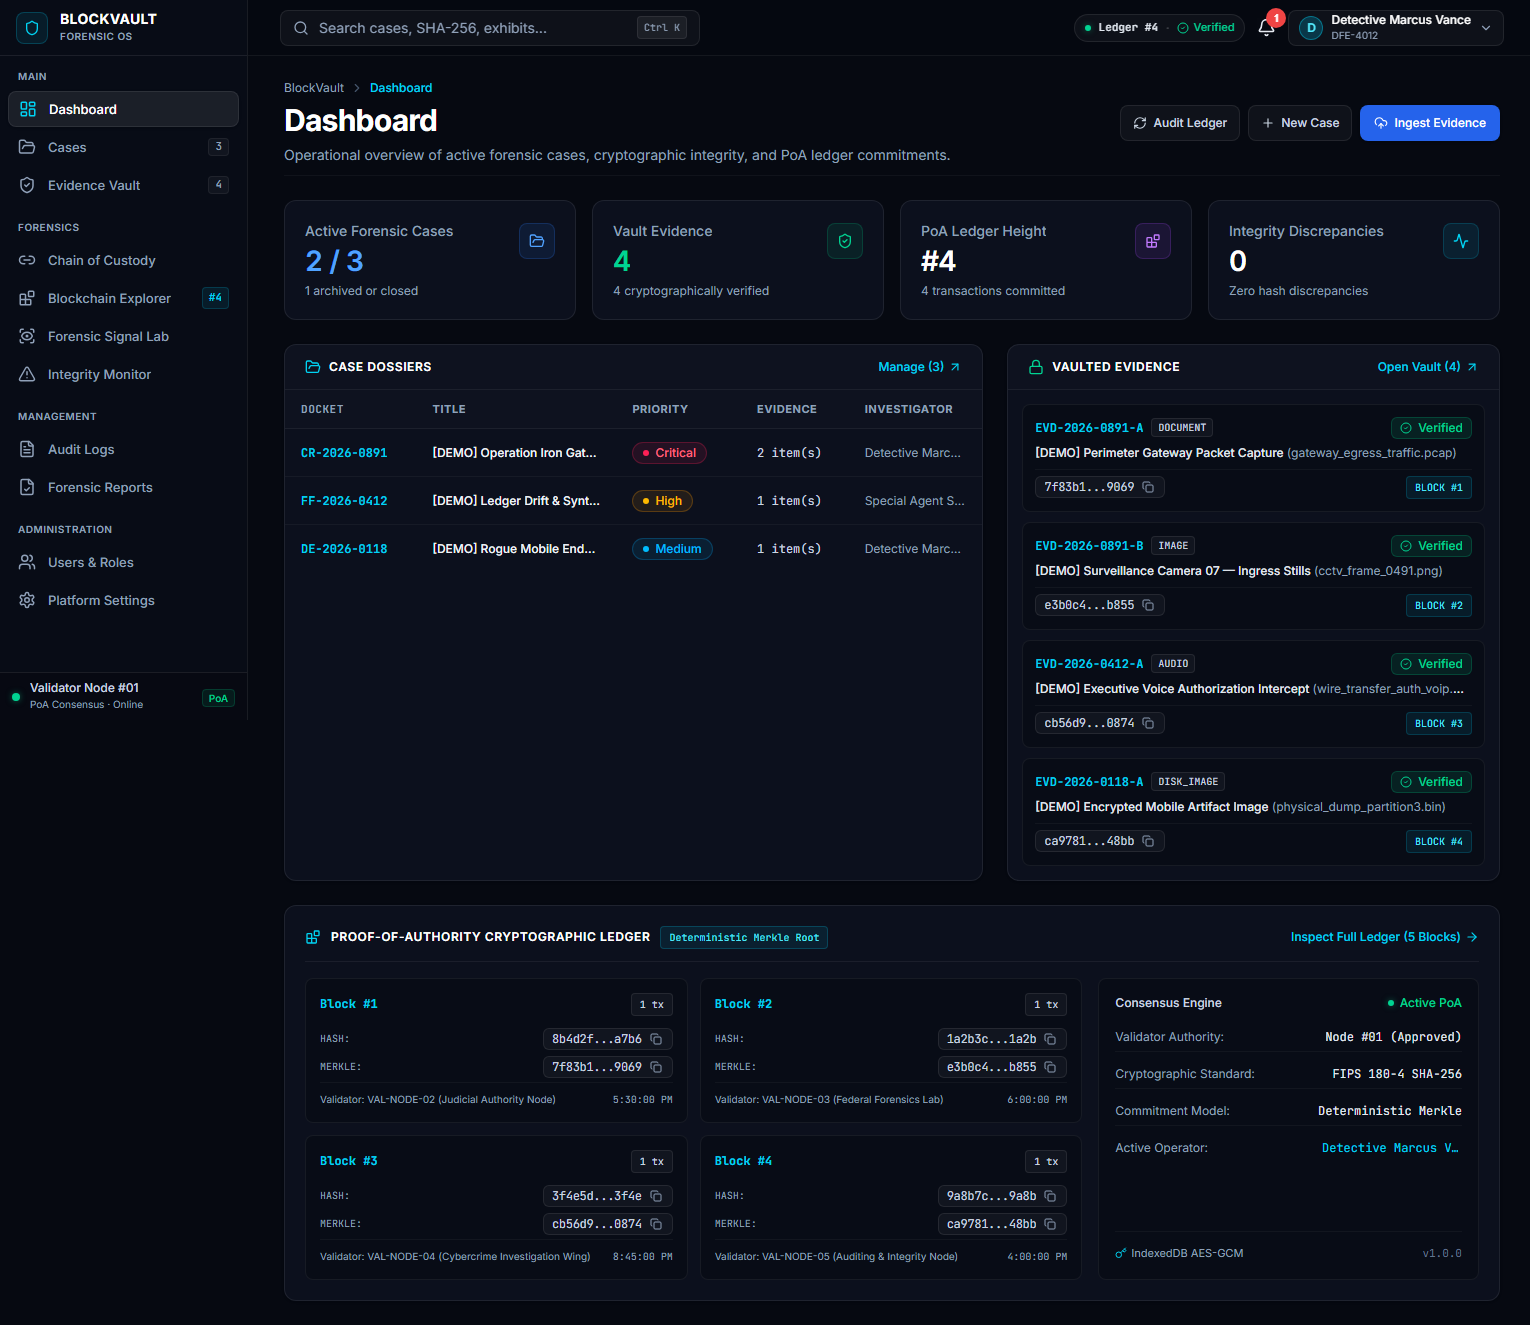 BLOCKVAULT
FORENSIC OS
Search cases, SHA-256, exhibits...
Ctrl K
Ledger #4 · Verified
1
D
Detective Marcus Vance
DFE-4012
MAIN
Dashboard
Cases 3
Evidence Vault 4
FORENSICS
Chain of Custody
Blockchain Explorer #4
Forensic Signal Lab
Integrity Monitor
MANAGEMENT
Audit Logs
Forensic Reports
ADMINISTRATION
Users & Roles
Platform Settings
Validator Node #01
PoA Consensus · Online
PoA
BlockVault > Dashboard
Dashboard
Operational overview of active forensic cases, cryptographic integrity, and PoA ledger commitments.
Audit Ledger
New Case
Ingest Evidence
Active Forensic Cases
2 / 3
1 archived or closed
Vault Evidence
4
4 cryptographically verified
PoA Ledger Height
#4
4 transactions committed
Integrity Discrepancies
0
Zero hash discrepancies
CASE DOSSIERS
Manage (3)
DOCKET TITLE PRIORITY EVIDENCE INVESTIGATOR
CR-2026-0891 [DEMO] Operation Iron Gat... Critical 2 item(s) Detective Marc...
FF-2026-0412 [DEMO] Ledger Drift & Synt... High 1 item(s) Special Agent S...
DE-2026-0118 [DEMO] Rogue Mobile End... Medium 1 item(s) Detective Marc...
VAULTED EVIDENCE
Open Vault (4)
EVD-2026-0891-A DOCUMENT Verified
[DEMO] Perimeter Gateway Packet Capture (gateway_egress_traffic.pcap)
7f83b1...9069 BLOCK #1
EVD-2026-0891-B IMAGE Verified
[DEMO] Surveillance Camera 07 — Ingress Stills (cctv_frame_0491.png)
e3b0c4...b855 BLOCK #2
EVD-2026-0412-A AUDIO Verified
[DEMO] Executive Voice Authorization Intercept (wire_transfer_auth_voip....
cb56d9...0874 BLOCK #3
EVD-2026-0118-A DISK_IMAGE Verified
[DEMO] Encrypted Mobile Artifact Image (physical_dump_partition3.bin)
ca9781...48bb BLOCK #4
PROOF-OF-AUTHORITY CRYPTOGRAPHIC LEDGER
Deterministic Merkle Root
Inspect Full Ledger (5 Blocks)
Block #1 1 tx
HASH: 8b4d2f...a7b6
MERKLE: 7f83b1...9069
Validator: VAL-NODE-02 (Judicial Authority Node) 5:30:00 PM
Block #2 1 tx
HASH: 1a2b3c...1a2b
MERKLE: e3b0c4...b855
Validator: VAL-NODE-03 (Federal Forensics Lab) 6:00:00 PM
Block #3 1 tx
HASH: 3f4e5d...3f4e
MERKLE: cb56d9...0874
Validator: VAL-NODE-04 (Cybercrime Investigation Wing) 8:45:00 PM
Block #4 1 tx
HASH: 9a8b7c...9a8b
MERKLE: ca9781...48bb
Validator: VAL-NODE-05 (Auditing & Integrity Node) 4:00:00 PM
Consensus Engine Active PoA
Validator Authority: Node #01 (Approved)
Cryptographic Standard: FIPS 180-4 SHA-256
Commitment Model: Deterministic Merkle
Active Operator: Detective Marcus V…
IndexedDB AES-GCM v1.0.0